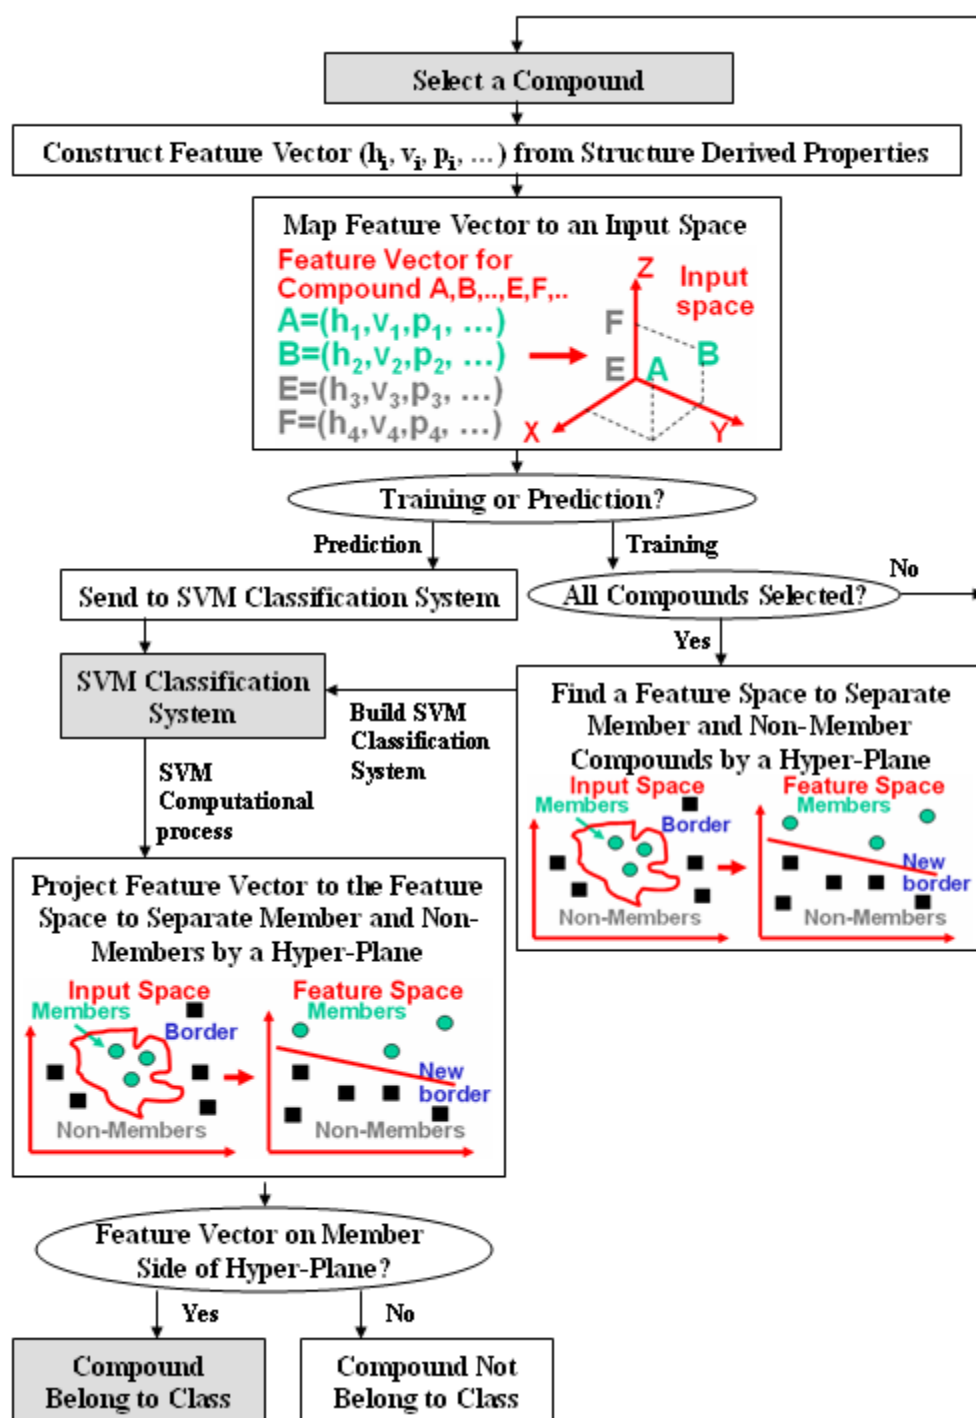 Select a Compound
Construct Feature Vector (hi, vi, pi, ...) from Structure Derived Properties
Map Feature Vector to an Input Space
Feature Vector for
Compound A,B,..,E,F,..
A=(h1,v1,p1, ...)
B=(h2,v2,p2, ...)
E=(h3,v3,p3, ...)
F=(h4,v4,p4, ...)
Z
Input
space
F
B
E
A
X
Y
Training or Prediction?
Prediction
Training
Send to SVM Classification System
All Compounds Selected?
No
Yes
SVM Classification
System
Build SVM
Classification
System
Find a Feature Space to Separate
Member and Non-Member
Compounds by a Hyper-Plane
Input Space
Members
Border
Non-Members
Feature Space
Members
New
border
Non-Members
SVM
Computational
process
Project Feature Vector to the Feature
Space to Separate Member and Non-
Members by a Hyper-Plane
Input Space
Members
Border
Non-Members
Feature Space
Members
New
border
Non-Members
Feature Vector on Member
Side of Hyper-Plane?
Yes
No
Compound
Belong to Class
Compound Not
Belong to Class